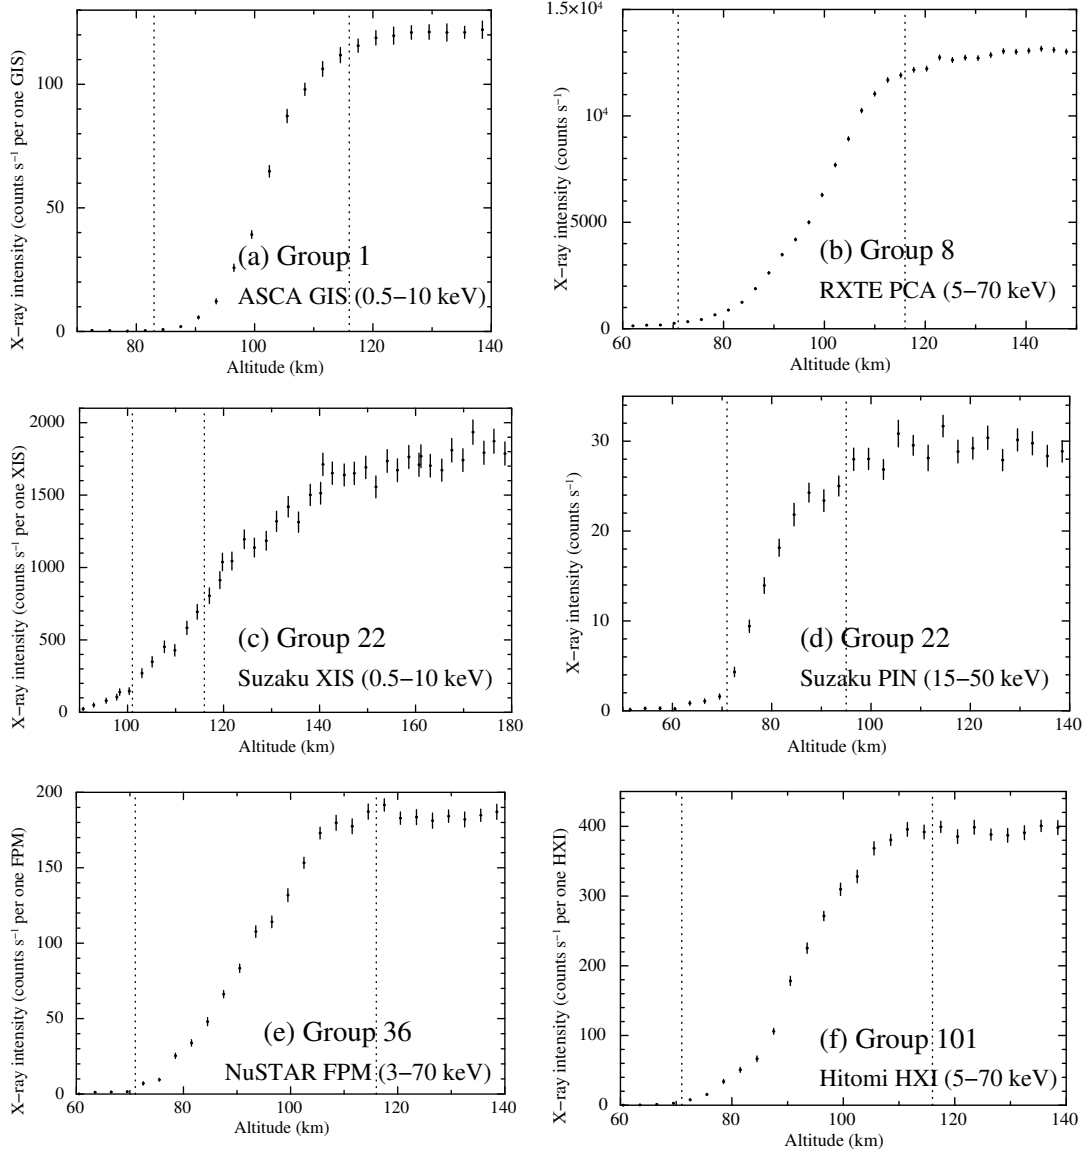 X−ray intensity (counts s⁻¹ per one GIS)
100
50
0
(a) Group 1
ASCA GIS (0.5−10 keV)
80 100 120 140
Altitude (km)
X−ray intensity (counts s⁻¹)
1.5×10⁴
10⁴
5000
0
(b) Group 8
RXTE PCA (5−70 keV)
60 80 100 120 140
Altitude (km)
X−ray intensity (counts s⁻¹ per one XIS)
2000
1500
1000
500
0
(c) Group 22
Suzaku XIS (0.5−10 keV)
100 120 140 160 180
Altitude (km)
X−ray intensity (counts s⁻¹)
30
20
10
0
(d) Group 22
Suzaku PIN (15−50 keV)
60 80 100 120 140
Altitude (km)
X−ray intensity (counts s⁻¹ per one FPM)
200
150
100
50
0
(e) Group 36
NuSTAR FPM (3−70 keV)
60 80 100 120 140
Altitude (km)
X−ray intensity (counts s⁻¹ per one HXI)
400
300
200
100
0
(f) Group 101
Hitomi HXI (5−70 keV)
60 80 100 120 140
Altitude (km)